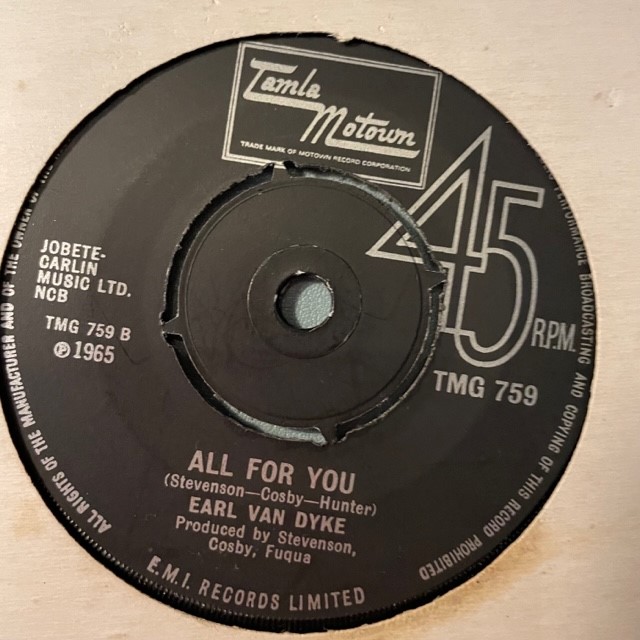 Tamla
Motown
TRADE MARK OF MOTOWN RECORD CORPORATION
45
R.P.M.
JOBETE-
CARLIN
MUSIC LTD.
NCB
TMG 759 B
℗ 1965
TMG 759
ALL FOR YOU
(Stevenson—Cosby—Hunter)
EARL VAN DYKE
Produced by Stevenson,
Cosby, Fuqua
E.M.I. RECORDS LIMITED
ALL RIGHTS OF THE MANUFACTURER AND OF THE OWNER OF
PERFORMANCE BROADCASTING AND COPYING OF THIS RECORD PROHIBITED